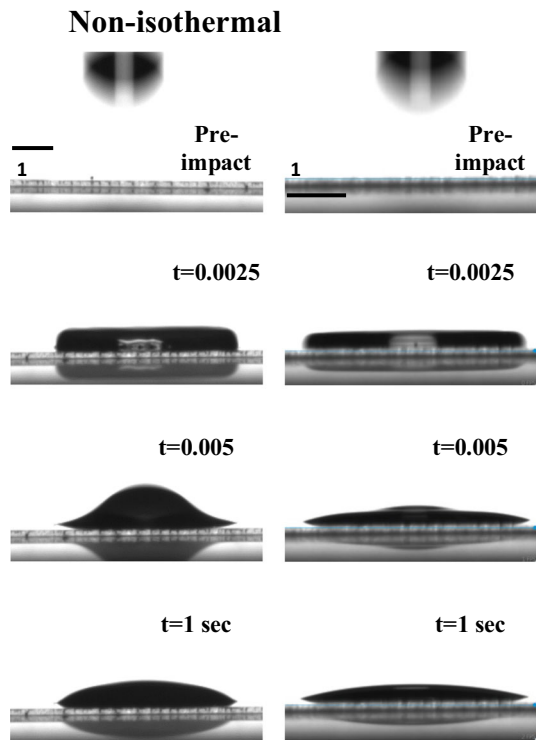 Non-isothermal
Pre-
impact
1
Pre-
impact
1
t=0.0025
t=0.0025
t=0.005
t=0.005
t=1 sec
t=1 sec